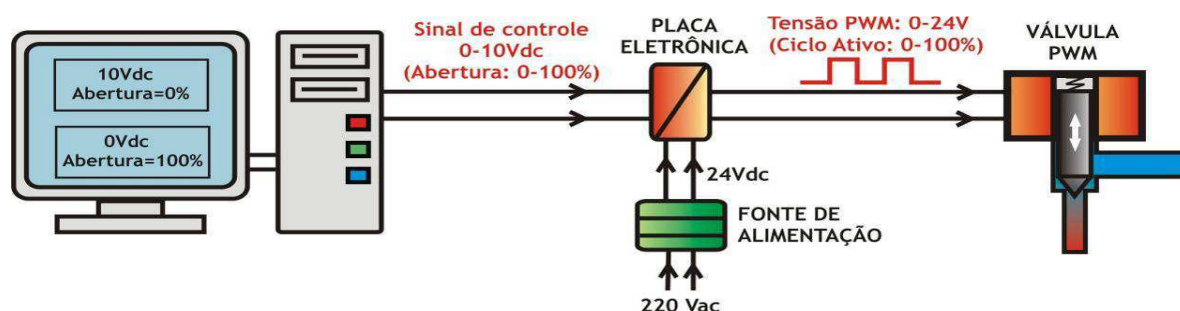 10Vdc
Abertura=0%
0Vdc
Abertura=100%
Sinal de controle
0-10Vdc
(Abertura: 0-100%)
PLACA
ELETRÔNICA
Tensão PWM: 0-24V
(Ciclo Ativo: 0-100%)
VÁLVULA
PWM
24Vdc
FONTE DE
ALIMENTAÇÃO
220 Vac